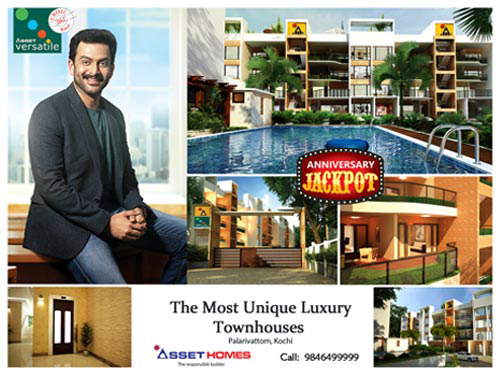 ASSET
versatile
ANNIVERSARY
JACKPOT
The Most Unique Luxury
Townhouses
Palarivattom, Kochi
ASSET HOMES
The responsible builder
Call: 9846499999